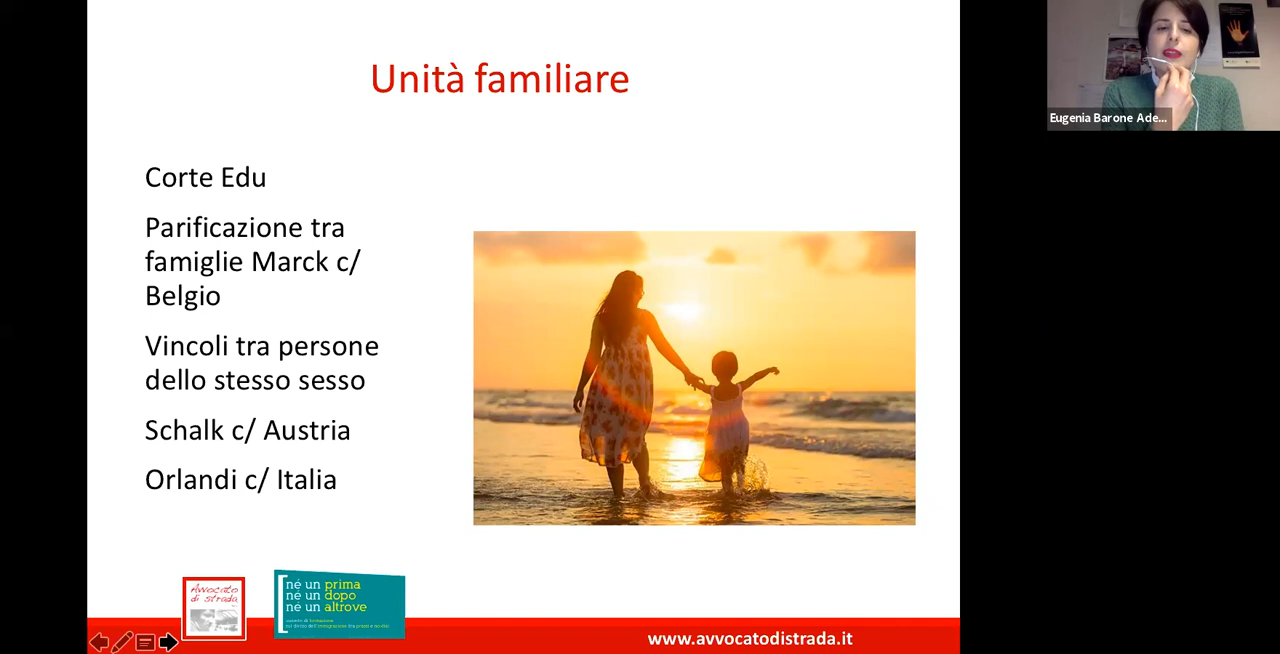 Unità familiare
Corte Edu
Parificazione tra
famiglie Marck c/
Belgio
Vincoli tra persone
dello stesso sesso
Schalk c/ Austria
Orlandi c/ Italia
Avvocato
di strada
né un prima
né un dopo
né un altrove
www.avvocatodistrada.it
Eugenia Barone Ade...